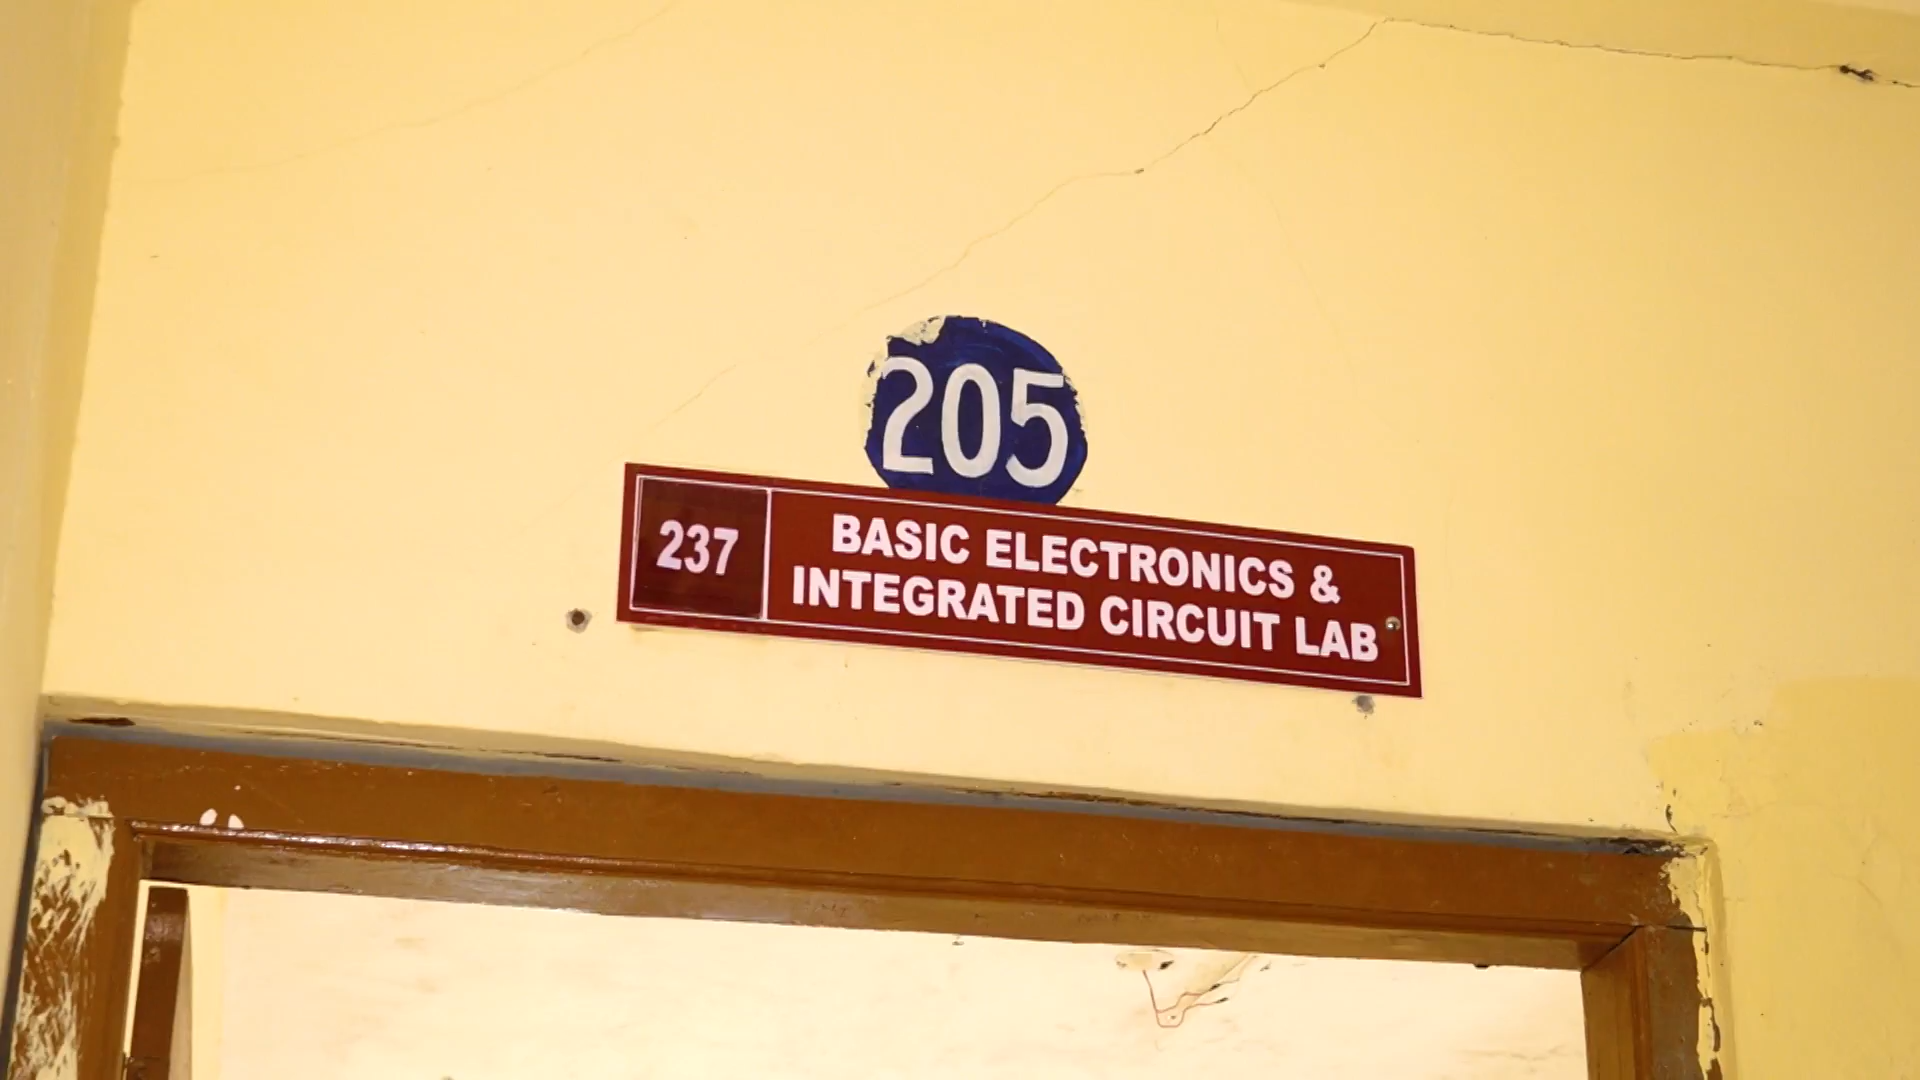 205
237
BASIC ELECTRONICS &
INTEGRATED CIRCUIT LAB